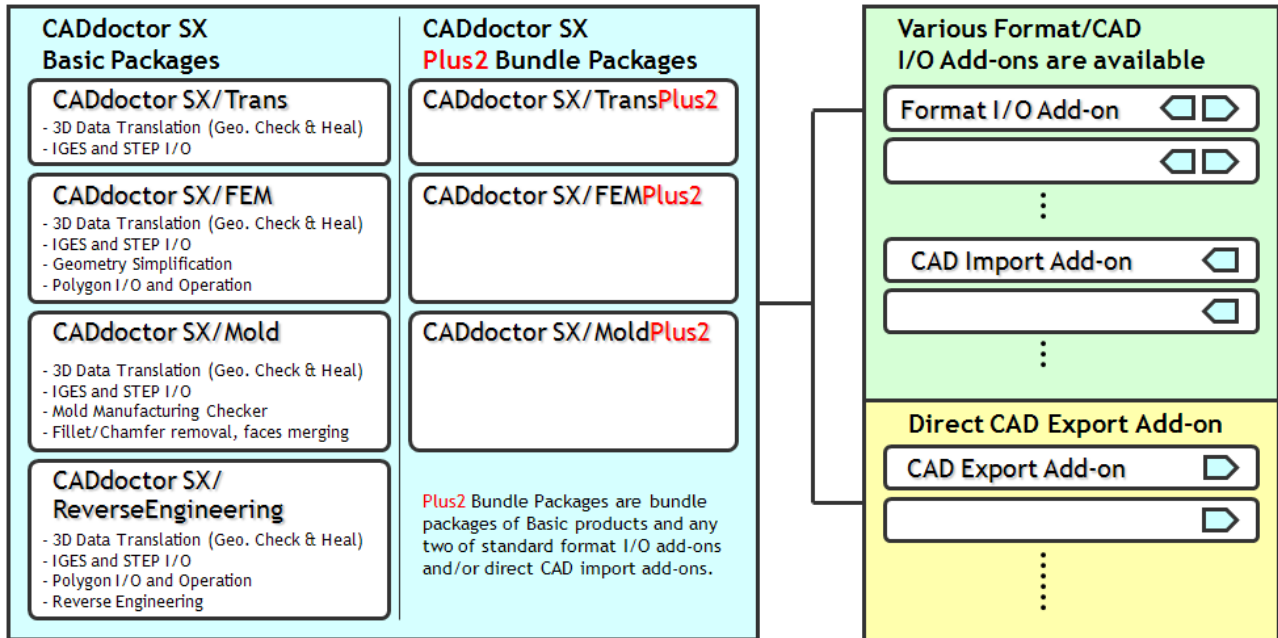 CADdoctor SX
Basic Packages
CADdoctor SX/Trans
- 3D Data Translation (Geo. Check & Heal)
- IGES and STEP I/O
CADdoctor SX/FEM
- 3D Data Translation (Geo. Check & Heal)
- IGES and STEP I/O
- Geometry Simplification
- Polygon I/O and Operation
CADdoctor SX/Mold
- 3D Data Translation (Geo. Check & Heal)
- IGES and STEP I/O
- Mold Manufacturing Checker
- Fillet/Chamfer removal, faces merging
CADdoctor SX/
ReverseEngineering
- 3D Data Translation (Geo. Check & Heal)
- IGES and STEP I/O
- Polygon I/O and Operation
- Reverse Engineering
CADdoctor SX
Plus2 Bundle Packages
CADdoctor SX/TransPlus2
CADdoctor SX/FEMPlus2
CADdoctor SX/MoldPlus2
Plus2 Bundle Packages are bundle
packages of Basic products and any
two of standard format I/O add-ons
and/or direct CAD import add-ons.
Various Format/CAD
I/O Add-ons are available
Format I/O Add-on
CAD Import Add-on
Direct CAD Export Add-on
CAD Export Add-on